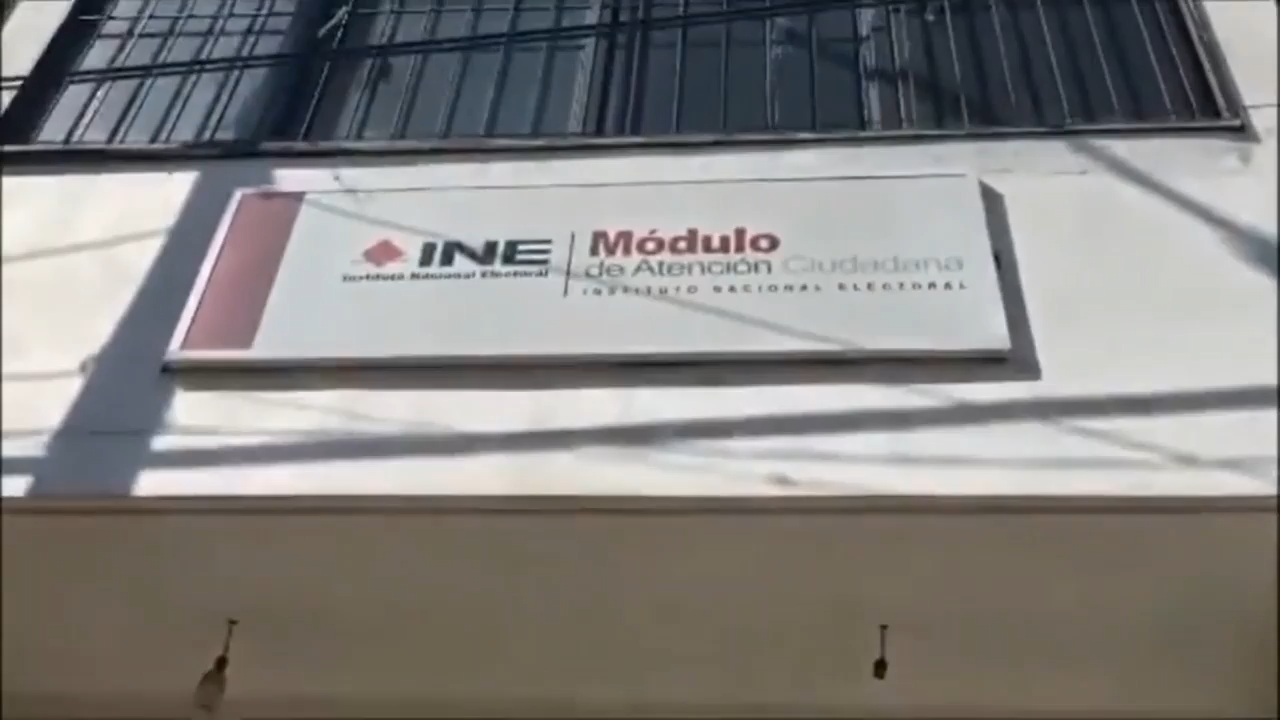 INE
Instituto Nacional Electoral
Módulo
de Atención Ciudadana
INSTITUTO NACIONAL ELECTORAL